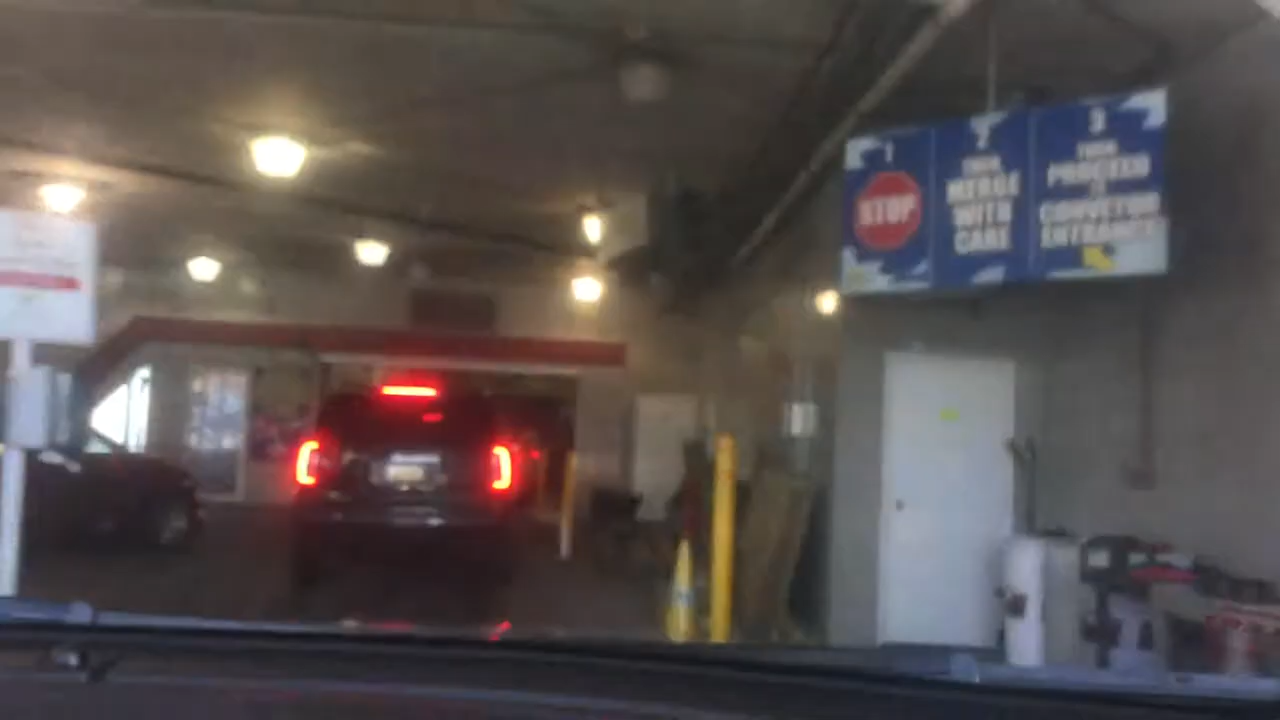 1
STOP
2
THEN
MERGE
WITH
CARE
3
THEN
PROCEED
TO
CONVEYOR
ENTRANCE